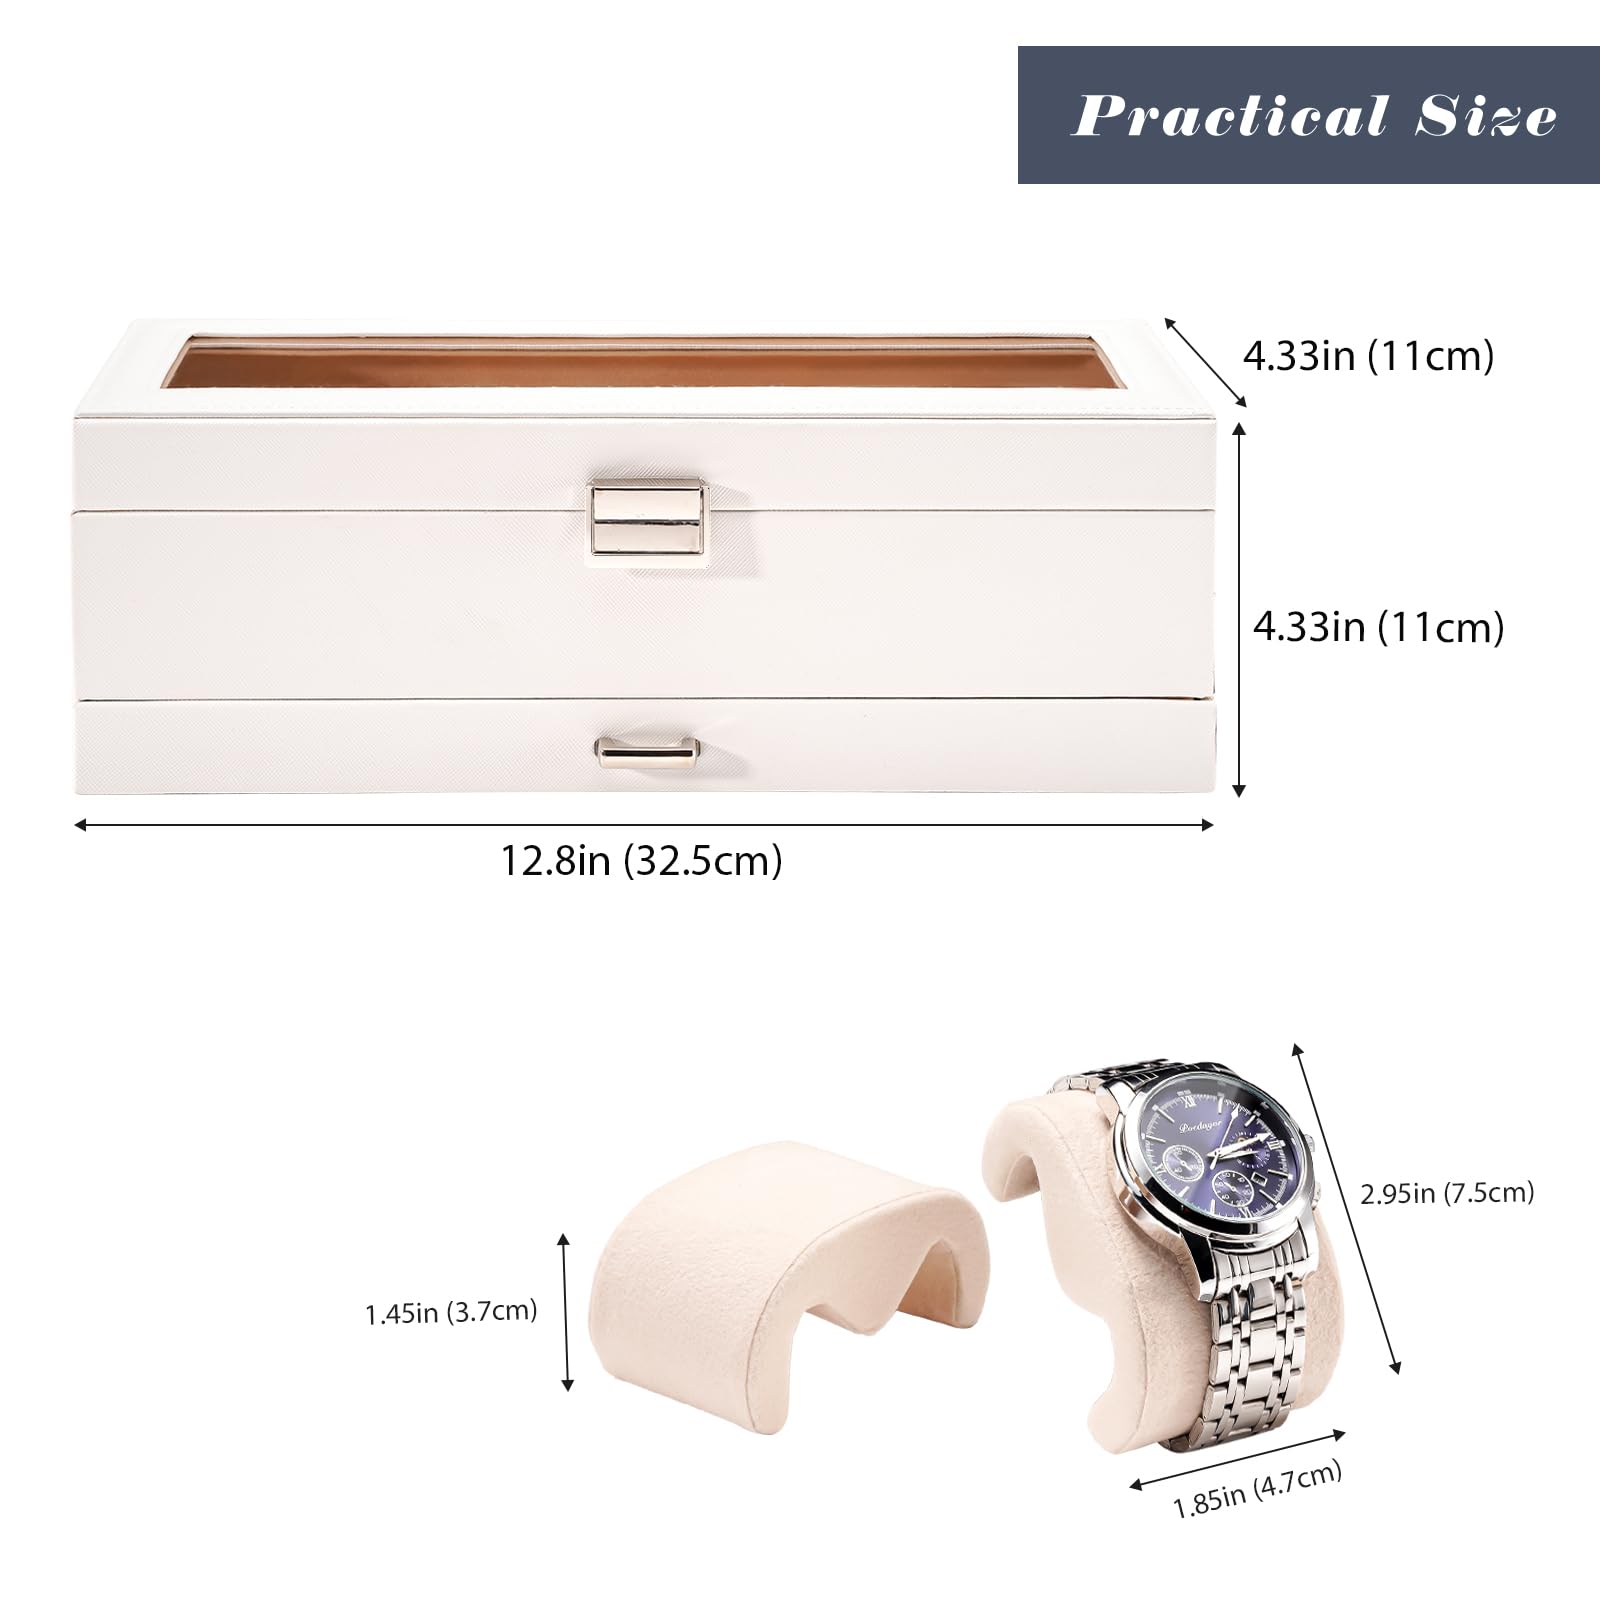 Practical Size
4.33in (11cm)
4.33in (11cm)
12.8in (32.5cm)
Pordayor
2.95in (7.5cm)
1.45in (3.7cm)
1.85in (4.7cm)